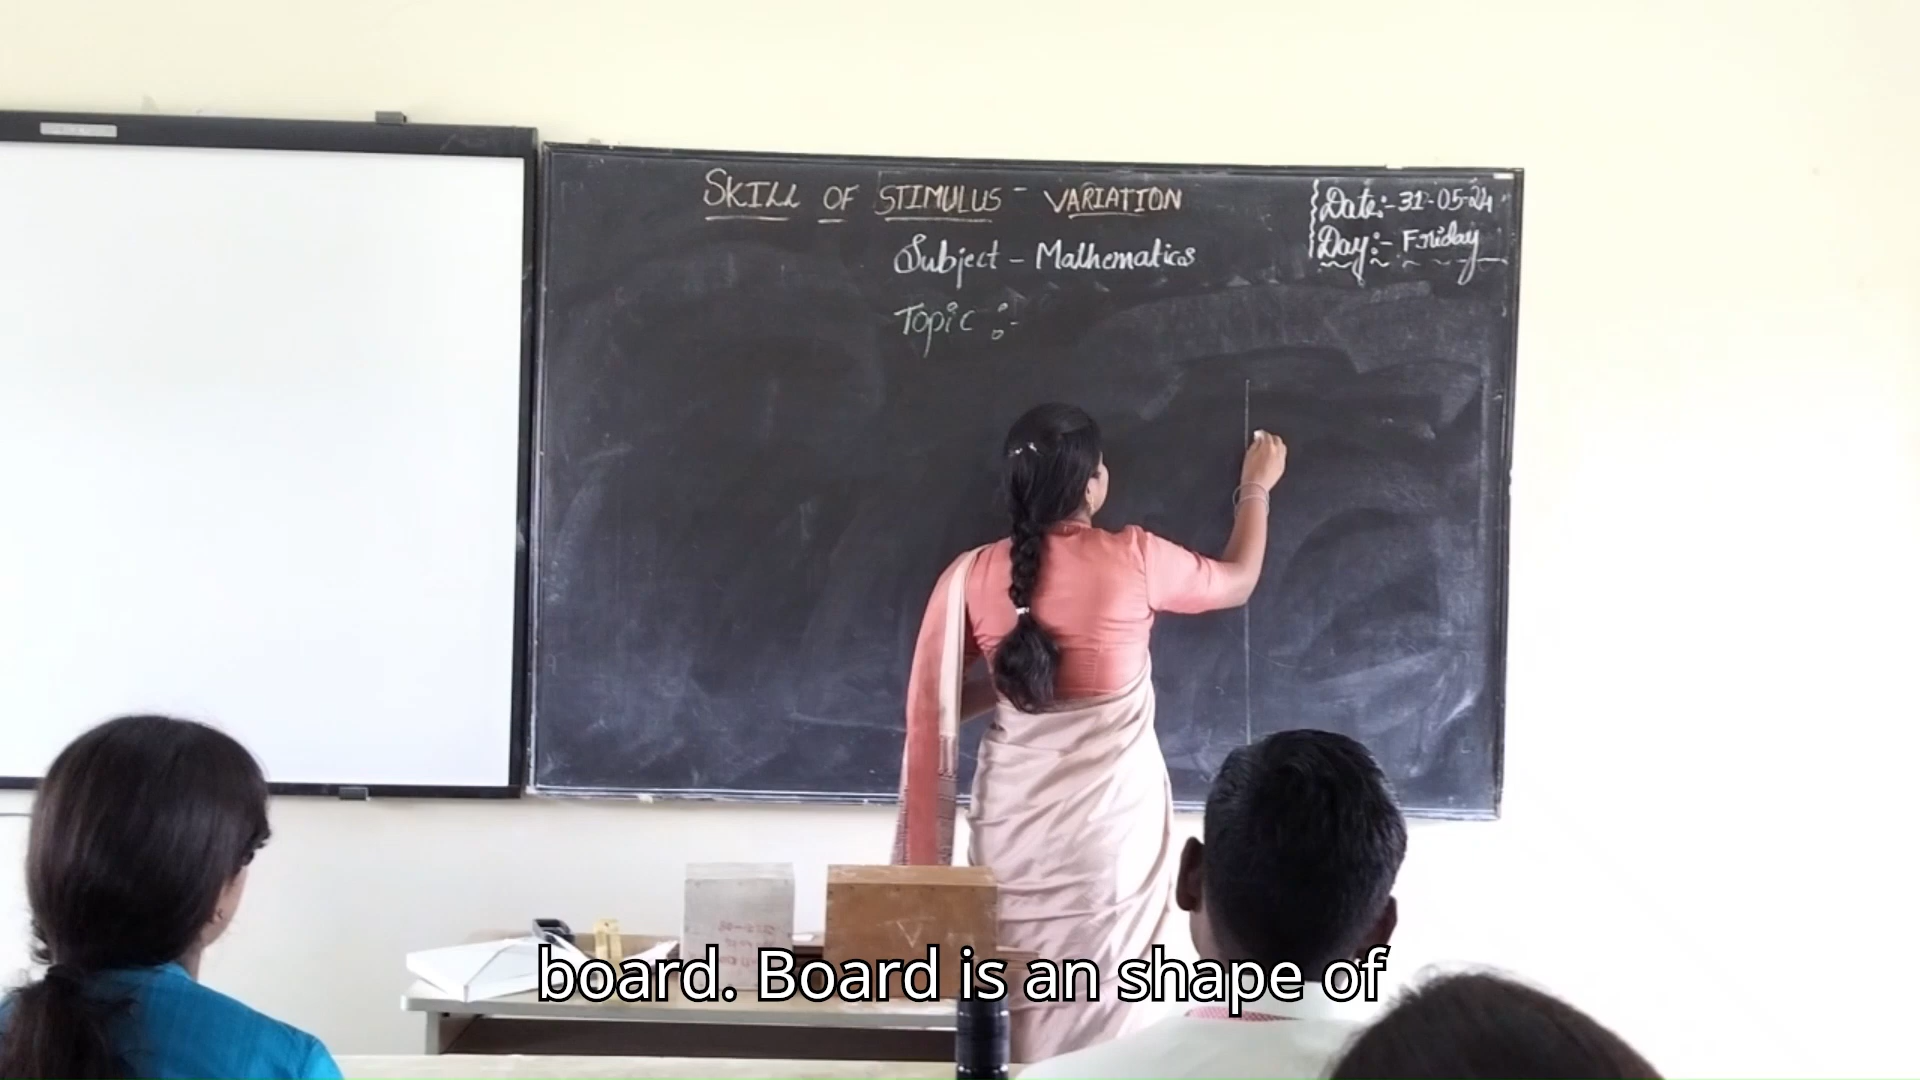 SKILL OF STIMULUS - VARIATION
Date:- 31-05-24
Day:- Friday
Subject - Mathematics
Topic :-
board. Board is an shape of